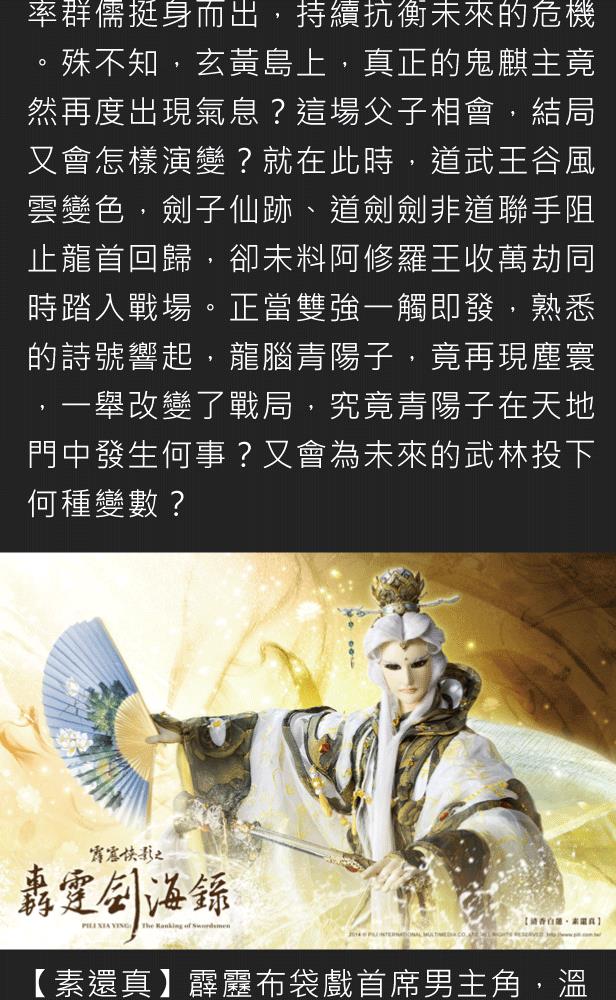 率群儒挺身而出，持續抗衡未來的危機
。殊不知，玄黃島上，真正的鬼麒主竟
然再度出現氣息？這場父子相會，結局
又會怎樣演變？就在此時，道武王谷風
雲變色，劍子仙跡、道劍劍非道聯手阻
止龍首回歸，卻未料阿修羅王收萬劫同
時踏入戰場。正當雙強一觸即發，熟悉
的詩號響起，龍腦青陽子，竟再現塵寰
，一舉改變了戰局，究竟青陽子在天地
門中發生何事？又會為未來的武林投下
何種變數？
霹靂俠影之
轟霆劍海錄
PILI XIA YING: The Ranking of Swordsmen
【清香白蓮·素還真】
2014 © PILI INTERNATIONAL MULTIMEDIA CO., LTD. ALL RIGHTS RESERVED. http://www.pili.com.tw/
【素還真】霹靂布袋戲首席男主角，溫